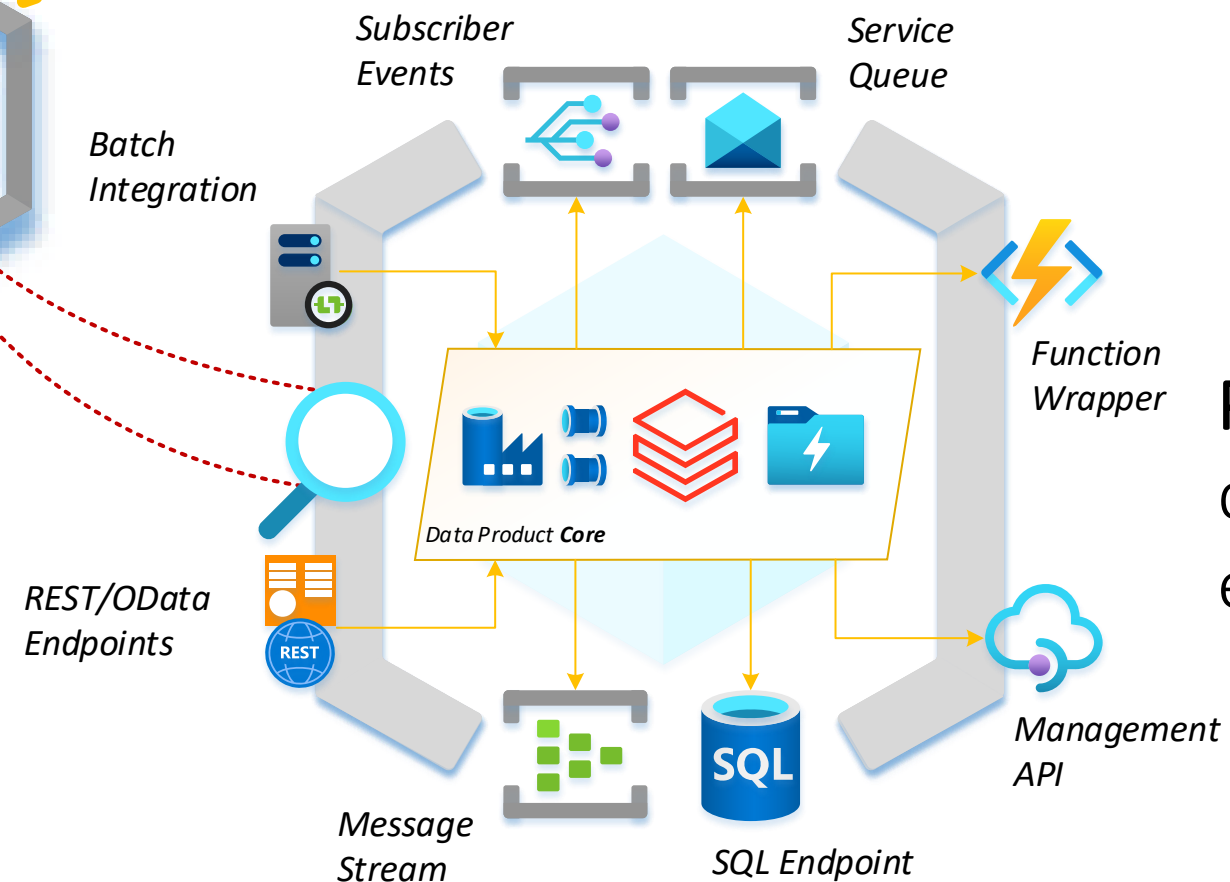 Subscriber
Events
Service
Queue
Batch
Integration
Function
Wrapper
Data Product Core
REST/OData
Endpoints
REST
SQL
Management
API
Message
Stream
SQL Endpoint